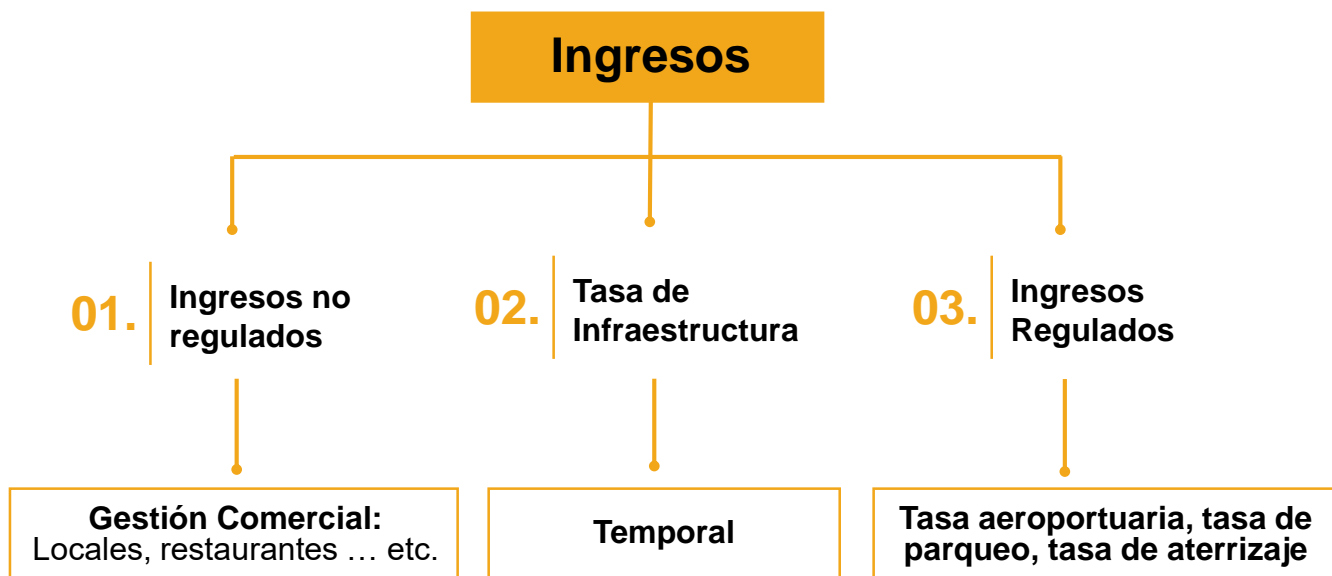 Ingresos
01.
Ingresos no
regulados
02.
Tasa de
Infraestructura
03.
Ingresos
Regulados
Gestión Comercial:
Locales, restaurantes … etc.
Temporal
Tasa aeroportuaria, tasa de
parqueo, tasa de aterrizaje